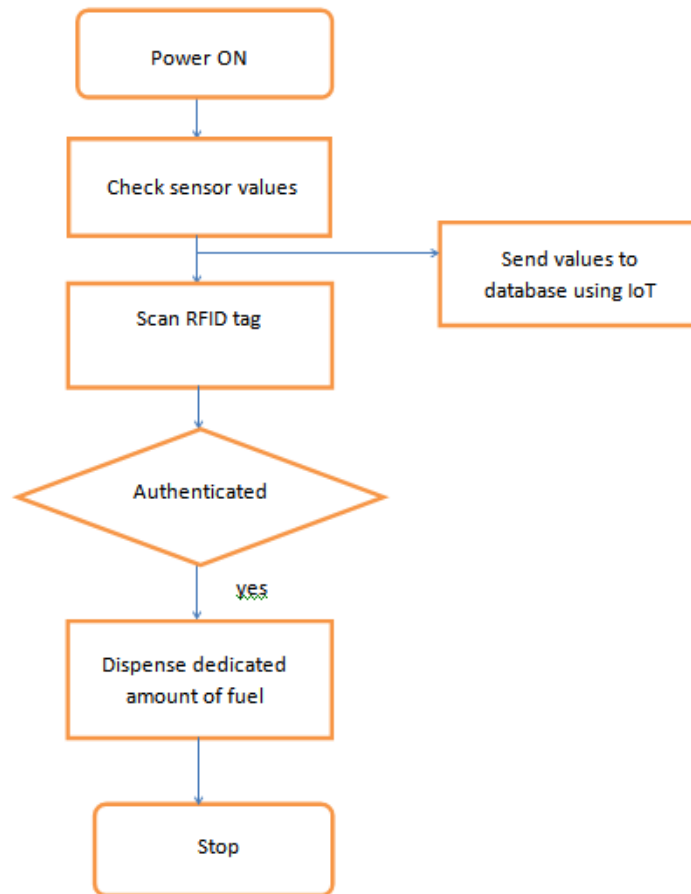 Power ON
Check sensor values
Send values to
database using IoT
Scan RFID tag
Authenticated
yes
Dispense dedicated
amount of fuel
Stop